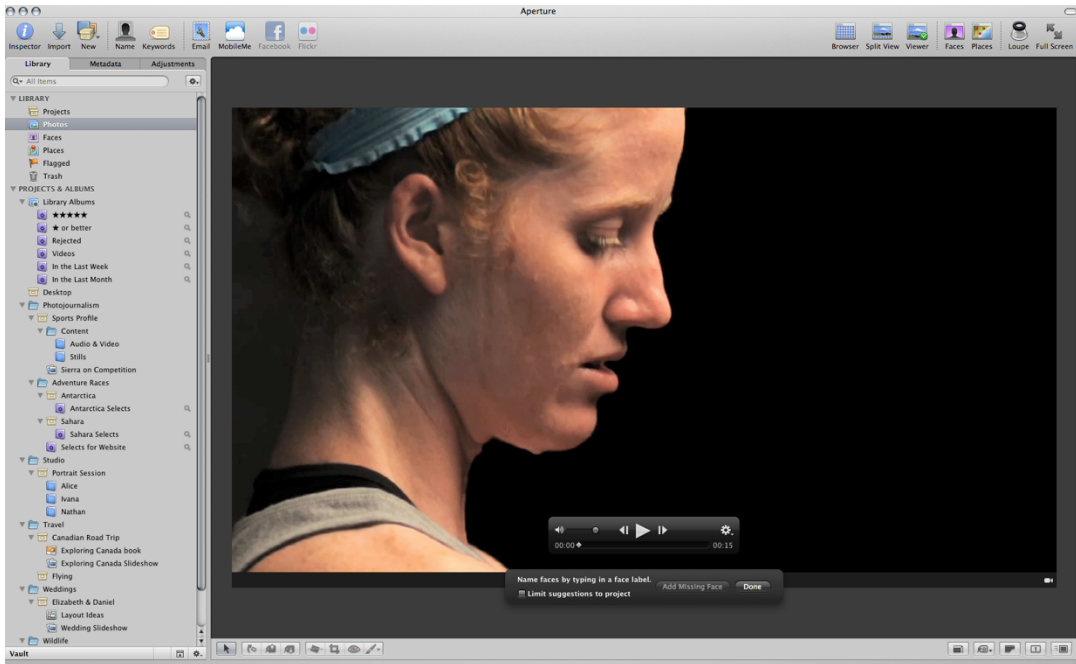 Aperture
Inspector Import New Name Keywords Email MobileMe Facebook Flickr Browser Split View Viewer Faces Places Loupe Full Screen
Library Metadata Adjustments
All Items
LIBRARY
Projects
Photos
Faces
Places
Flagged
Trash
PROJECTS & ALBUMS
Library Albums
★★★★★
★ or better
Rejected
Videos
In the Last Week
In the Last Month
Desktop
Photojournalism
Sports Profile
Content
Audio & Video
Stills
Sierra on Competition
Adventure Races
Antarctica
Antarctica Selects
Sahara
Sahara Selects
Selects for Website
Studio
Portrait Session
Alice
Ivana
Nathan
Travel
Canadian Road Trip
Exploring Canada book
Exploring Canada Slideshow
Flying
Weddings
Elizabeth & Daniel
Layout Ideas
Wedding Slideshow
Wildlife
Vault
00:00 00:15
Name faces by typing in a face label.
Limit suggestions to project
Add Missing Face Done